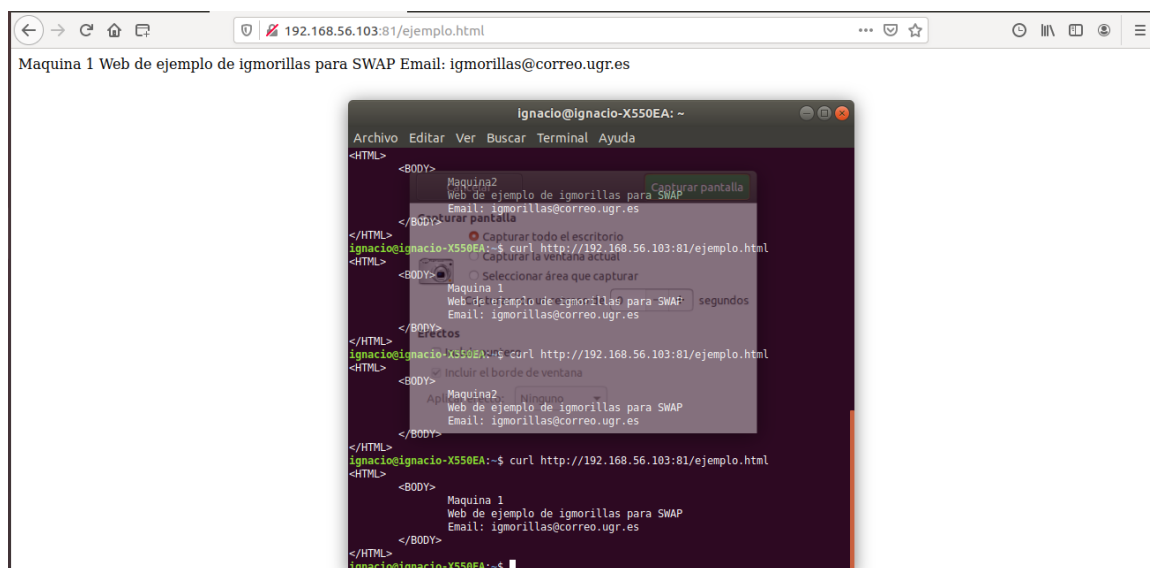 192.168.56.103:81/ejemplo.html
Maquina 1 Web de ejemplo de igmorillas para SWAP Email: igmorillas@correo.ugr.es
ignacio@ignacio-X550EA: ~
Archivo Editar Ver Buscar Terminal Ayuda
<HTML>
<BODY>
Maquina2
Capturar pantalla
Web de ejemplo de igmorillas para SWAP
Email: igmorillas@correo.ugr.es
Capturar pantalla
</BODY>
</HTML>
Capturar todo el escritorio
ignacio@ignacio-X550EA:~$ curl http://192.168.56.103:81/ejemplo.html
Capturar la ventana actual
<HTML>
<BODY>
Seleccionar área que capturar
Maquina 1
Web de ejemplo de igmorillas para SWAP
segundos
Email: igmorillas@correo.ugr.es
</BODY>
Efectos
</HTML>
ignacio@ignacio-X550EA:~$ curl http://192.168.56.103:81/ejemplo.html
<HTML>
Incluir el borde de ventana
<BODY>
Maquina2
Ninguno
Web de ejemplo de igmorillas para SWAP
Email: igmorillas@correo.ugr.es
</BODY>
</HTML>
ignacio@ignacio-X550EA:~$ curl http://192.168.56.103:81/ejemplo.html
<HTML>
<BODY>
Maquina 1
Web de ejemplo de igmorillas para SWAP
Email: igmorillas@correo.ugr.es
</BODY>
</HTML>
ignacio@ignacio-X550EA:~$